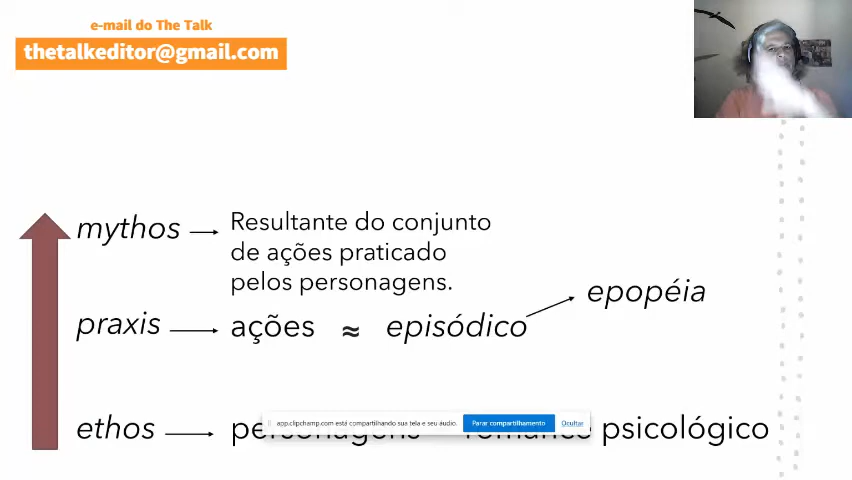 e-mail do The Talk
thetalkeditor@gmail.com
mythos
Resultante do conjunto
de ações praticado
pelos personagens.
epopéia
praxis
ações ≈ episódico
app.clipchamp.com está compartilhando sua tela e seu áudio. Parar compartilhamento Ocultar
ethos
psicológico